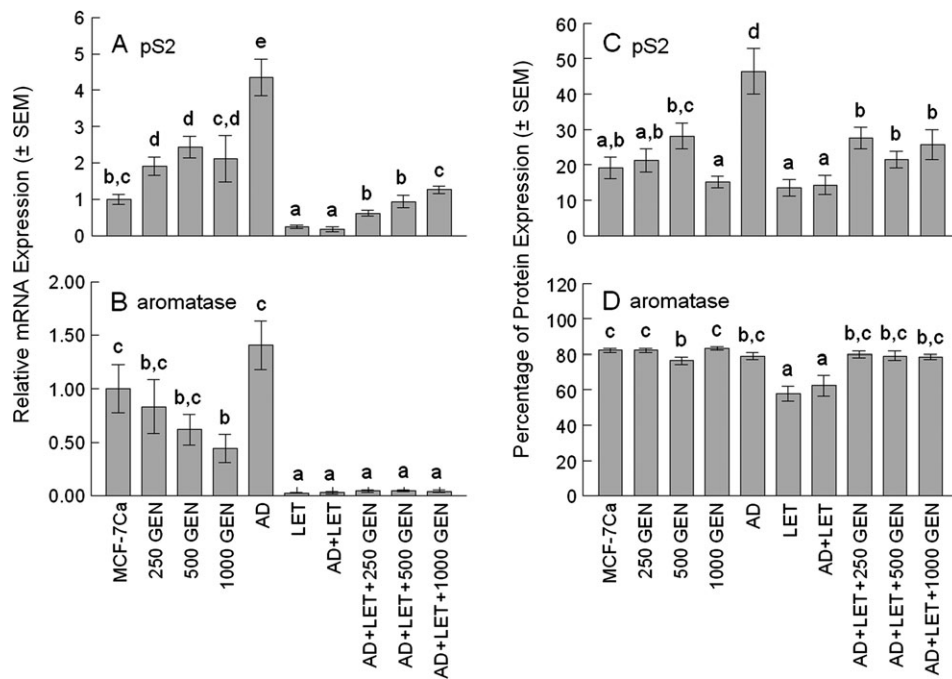 A pS2
Relative mRNA Expression (± SEM)
6
5
4
3
2
1
0
b,c
d
d
c,d
e
a
a
b
b
c
B aromatase
2.00
1.50
1.00
0.50
0.00
c
b,c
b,c
b
c
a
a
a
a
a
MCF-7Ca
250 GEN
500 GEN
1000 GEN
AD
LET
AD+LET
AD+LET+250 GEN
AD+LET+500 GEN
AD+LET+1000 GEN
C pS2
Percentage of Protein Expression (± SEM)
60
50
40
30
20
10
0
a,b
a,b
b,c
a
d
a
a
b
b
b
D aromatase
120
100
80
60
40
20
0
c
c
b
c
b,c
a
a
b,c
b,c
b,c
MCF-7Ca
250 GEN
500 GEN
1000 GEN
AD
LET
AD+LET
AD+LET+250 GEN
AD+LET+500 GEN
AD+LET+1000 GEN